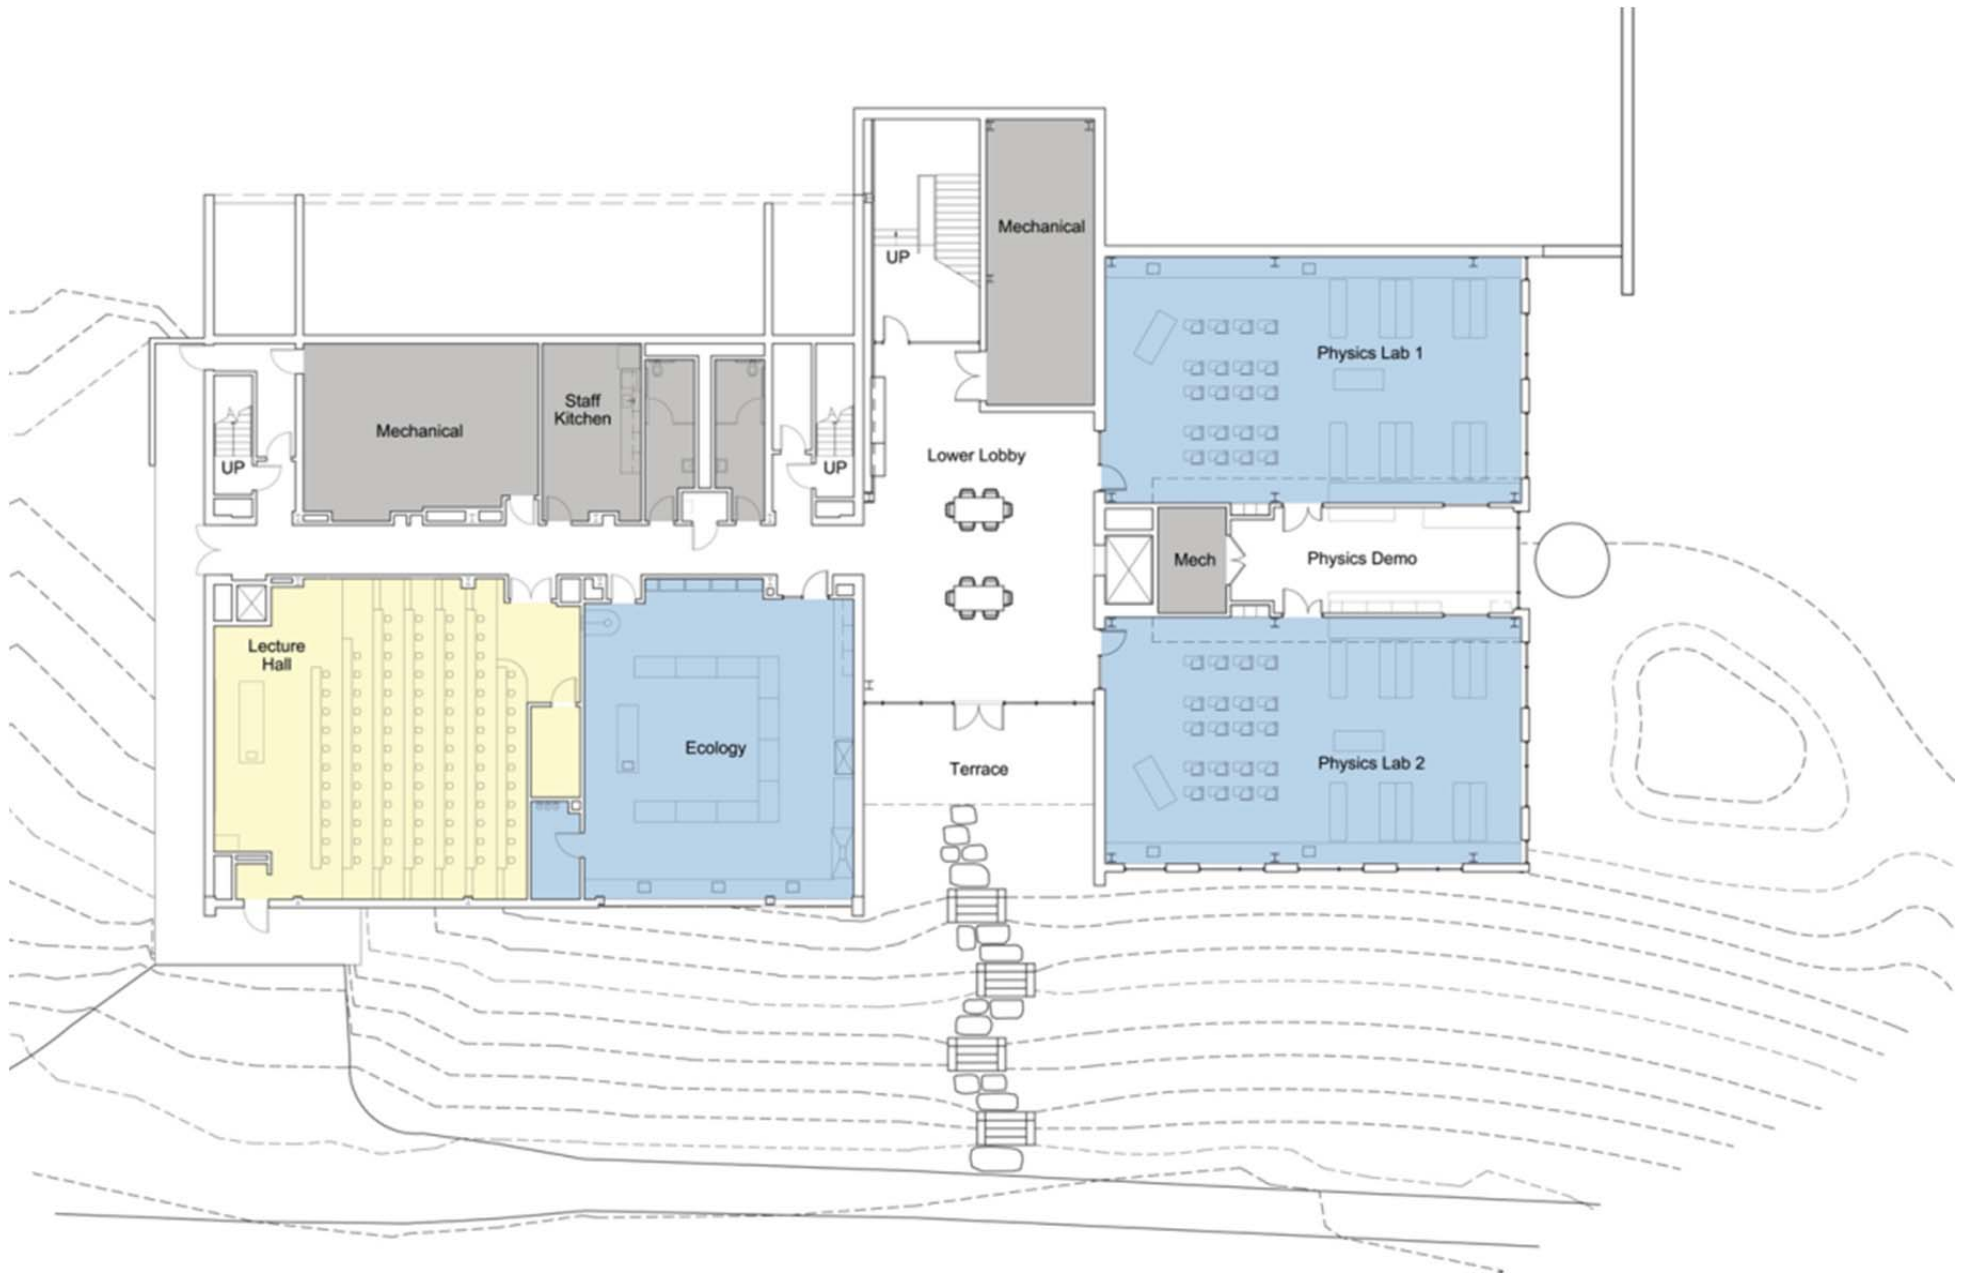 Mechanical
UP
Physics Lab 1
Staff
Kitchen
Mechanical
UP
UP
Lower Lobby
Mech
Physics Demo
Lecture
Hall
Ecology
Terrace
Physics Lab 2